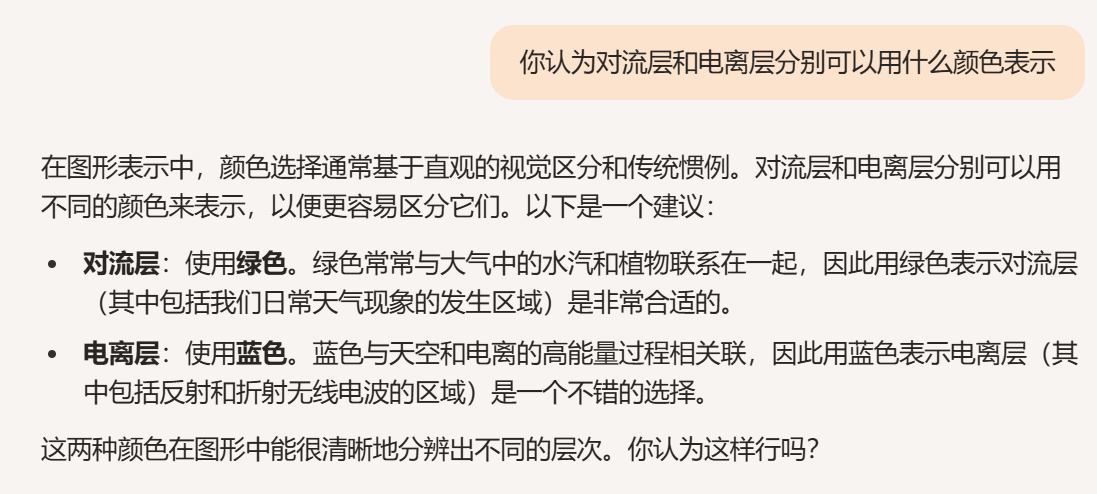 你认为对流层和电离层分别可以用什么颜色表示
在图形表示中，颜色选择通常基于直观的视觉区分和传统惯例。对流层和电离层分别可以用
不同的颜色来表示，以便更容易区分它们。以下是一个建议：
• 对流层：使用绿色。绿色常常与大气中的水汽和植物联系在一起，因此用绿色表示对流层
（其中包括我们日常天气现象的发生区域）是非常合适的。
• 电离层：使用蓝色。蓝色与天空和电离的高能量过程相关联，因此用蓝色表示电离层（其
中包括反射和折射无线电波的区域）是一个不错的选择。
这两种颜色在图形中能很清晰地分辨出不同的层次。你认为这样行吗？